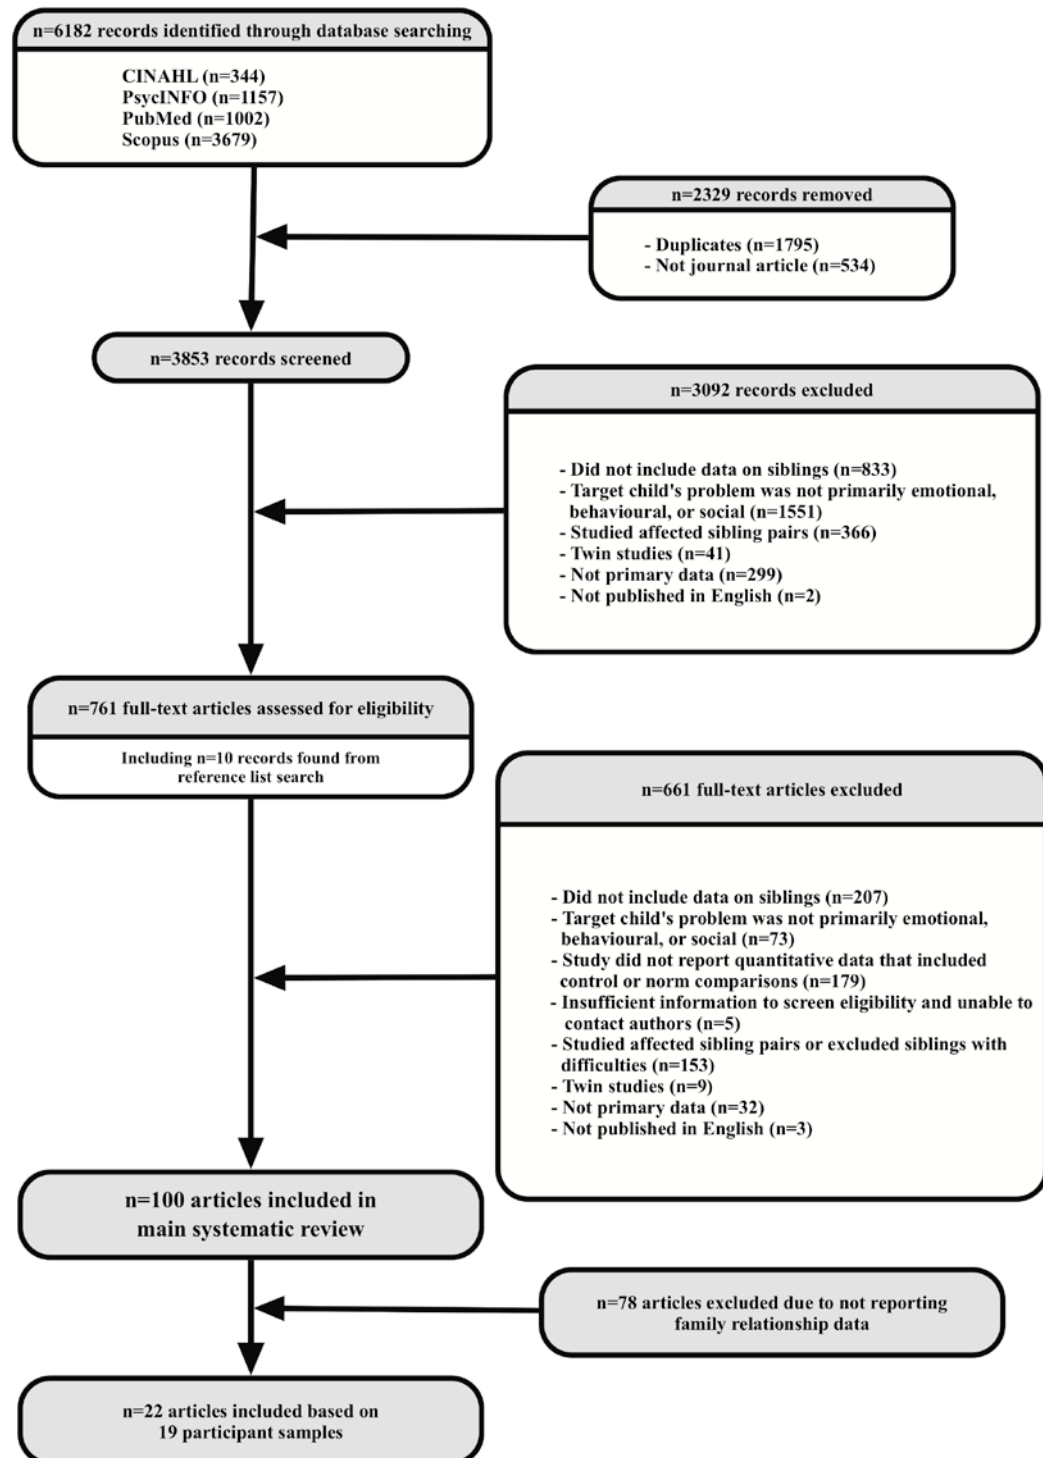 n=6182 records identified through database searching
CINAHL (n=344)
PsycINFO (n=1157)
PubMed (n=1002)
Scopus (n=3679)
n=2329 records removed
- Duplicates (n=1795)
- Not journal article (n=534)
n=3853 records screened
n=3092 records excluded
- Did not include data on siblings (n=833)
- Target child's problem was not primarily emotional,
behavioural, or social (n=1551)
- Studied affected sibling pairs (n=366)
- Twin studies (n=41)
- Not primary data (n=299)
- Not published in English (n=2)
n=761 full-text articles assessed for eligibility
Including n=10 records found from
reference list search
n=661 full-text articles excluded
- Did not include data on siblings (n=207)
- Target child's problem was not primarily emotional,
behavioural, or social (n=73)
- Study did not report quantitative data that included
control or norm comparisons (n=179)
- Insufficient information to screen eligibility and unable to
contact authors (n=5)
- Studied affected sibling pairs or excluded siblings with
difficulties (n=153)
- Twin studies (n=9)
- Not primary data (n=32)
- Not published in English (n=3)
n=100 articles included in
main systematic review
n=78 articles excluded due to not reporting
family relationship data
n=22 articles included based on
19 participant samples